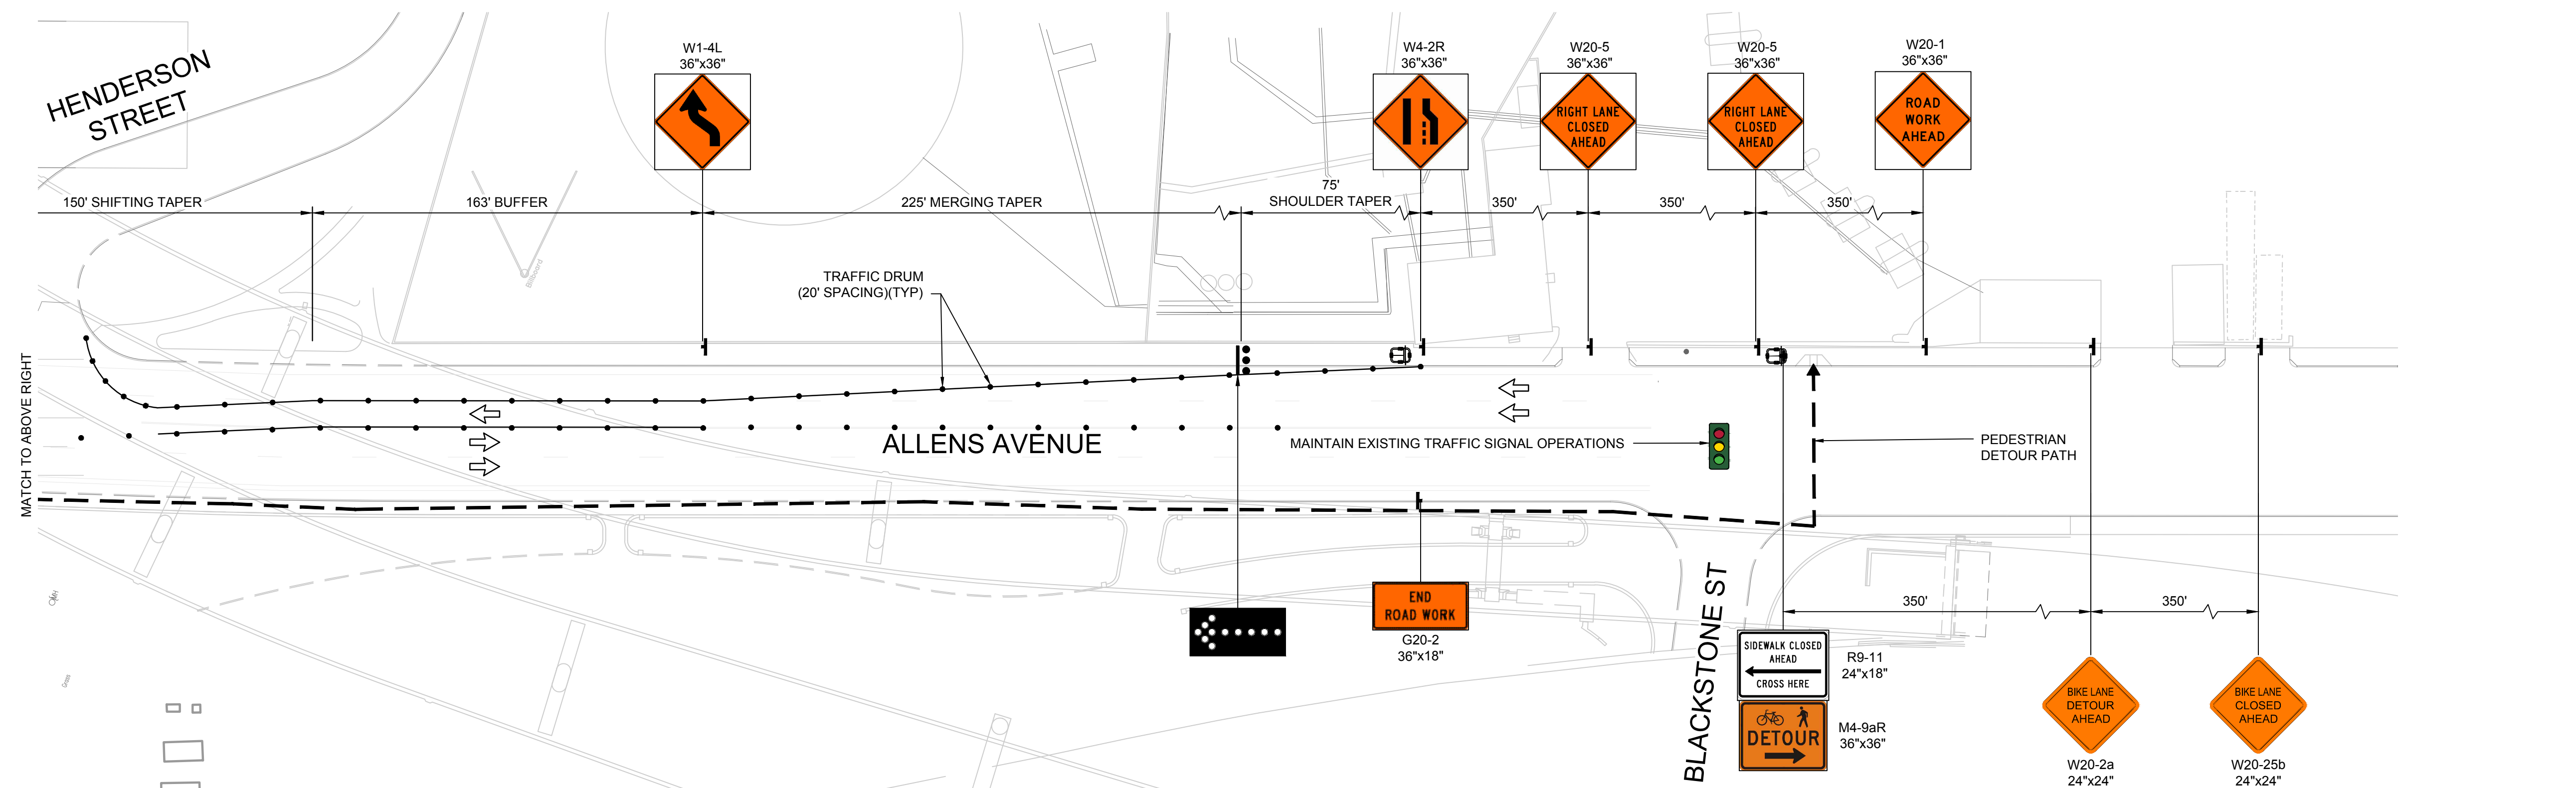 HENDERSON
STREET
W1-4L
36"x36"
W4-2R
36"x36"
W20-5
36"x36"
RIGHT LANE
CLOSED
AHEAD
W20-5
36"x36"
RIGHT LANE
CLOSED
AHEAD
W20-1
36"x36"
ROAD
WORK
AHEAD
150' SHIFTING TAPER
163' BUFFER
225' MERGING TAPER
75'
SHOULDER TAPER
350'
350'
350'
Billboard
TRAFFIC DRUM
(20' SPACING)(TYP)
MATCH TO ABOVE RIGHT
ALLENS AVENUE
MAINTAIN EXISTING TRAFFIC SIGNAL OPERATIONS
PEDESTRIAN
DETOUR PATH
END
ROAD WORK
G20-2
36"x18"
BLACKSTONE ST
350'
350'
SIDEWALK CLOSED
AHEAD
CROSS HERE
R9-11
24"x18"
DETOUR
M4-9aR
36"x36"
BIKE LANE
DETOUR
AHEAD
W20-2a
24"x24"
BIKE LANE
CLOSED
AHEAD
W20-25b
24"x24"
Grass